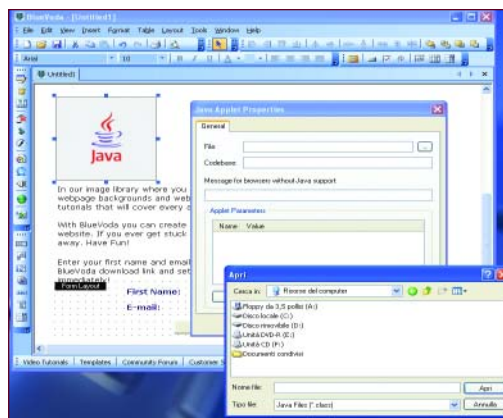 BlueVoda - [Untitled1]
File Edit View Insert Format Table Layout Tools Window Help
Arial 10
Untitled1
Java
In our image library where you
webpage backgrounds and web
tutorials that will cover every a
With BlueVoda you can create
website. If you ever get stuck
away. Have Fun!
Enter your first name and email
BlueVoda download link and set
immediately!
Form Layout
First Name:
E-mail:
Video Tutorials | Templates | Community Forum | Customer S
Java Applet Properties
General
File
...
Codebase
Message for browsers without Java support
Applet Parameters
Name Value
Apri
Cerca in: Risorse del computer
Floppy da 3,5 pollici (A:)
Disco locale (C:)
Disco rimovibile (D:)
Unità DVD-R (E:)
Unità CD (F:)
Documenti condivisi
Nome file: Apri
Tipo file: Java Files (*.class) Annulla